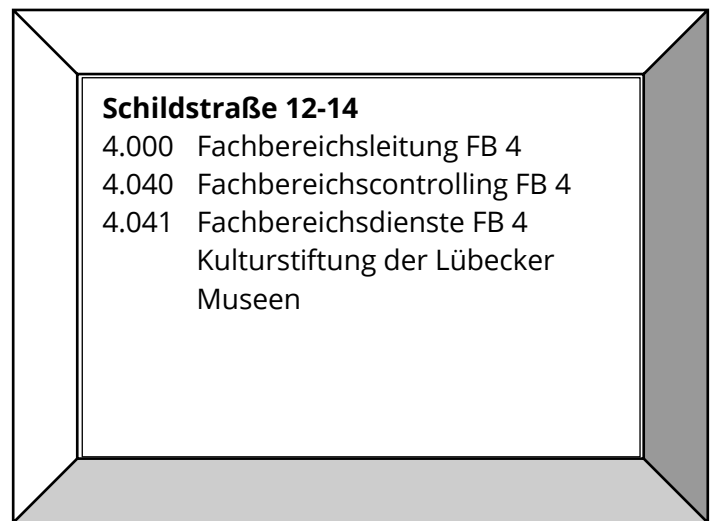 Schildstraße 12-14
4.000 Fachbereichsleitung FB 4
4.040 Fachbereichscontrolling FB 4
4.041 Fachbereichsdienste FB 4
Kulturstiftung der Lübecker
Museen